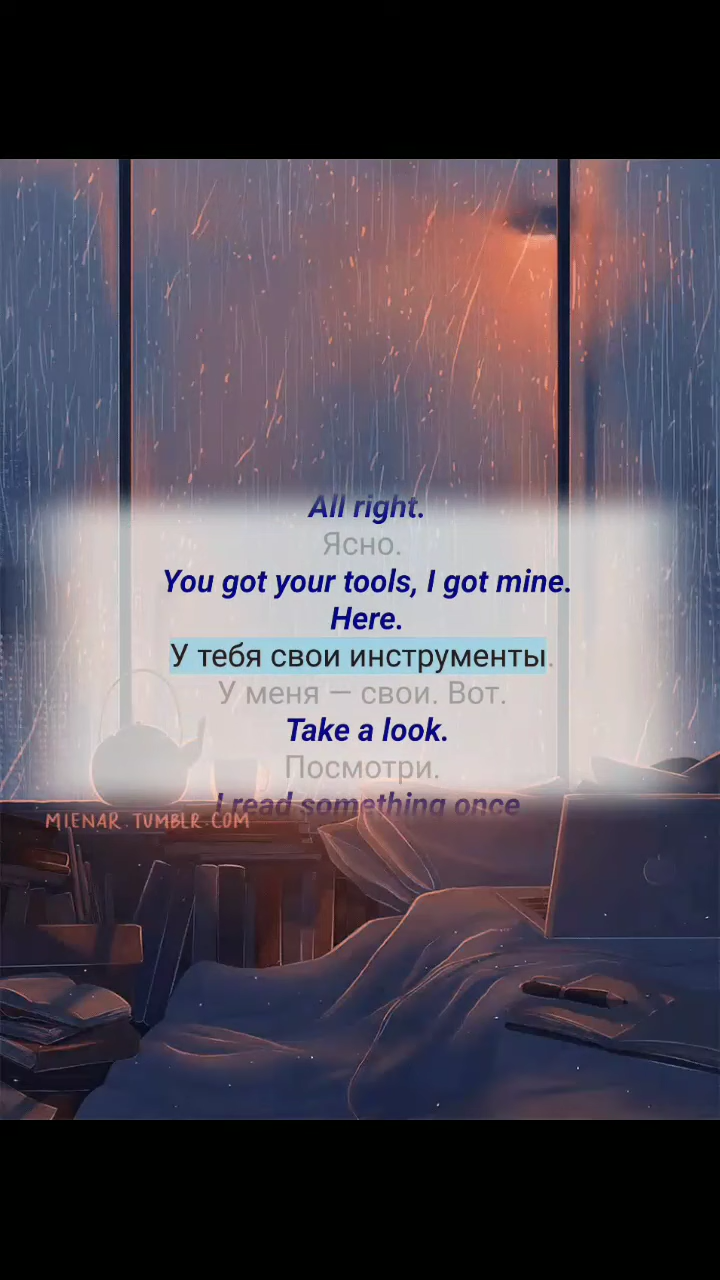 All right.
Ясно.
You got your tools, I got mine.
Here.
У тебя свои инструменты.
У меня — свои. Вот.
Take a look.
Посмотри.
I read something once
MIENAR.TUMBLR.COM